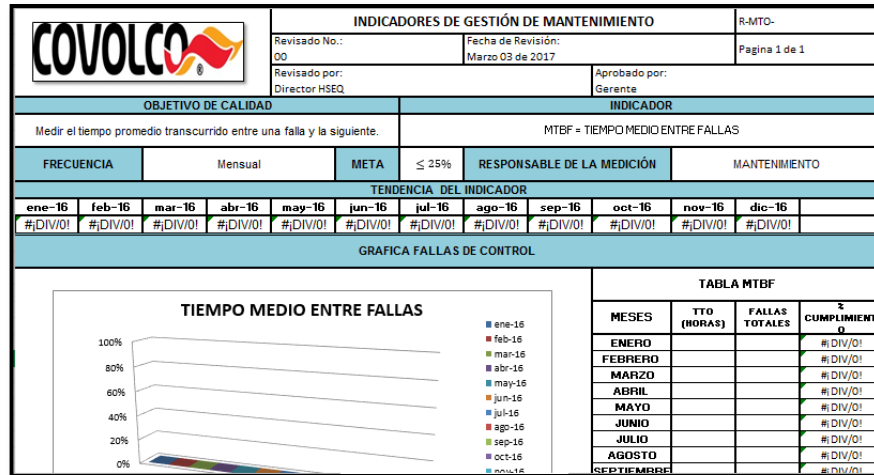 COVOLCO
®
INDICADORES DE GESTIÓN DE MANTENIMIENTO
R-MTO-
Revisado No.:
00
Fecha de Revisión:
Marzo 03 de 2017
Pagina 1 de 1
Revisado por:
Director HSEQ
Aprobado por:
Gerente
OBJETIVO DE CALIDAD
INDICADOR
Medir el tiempo promedio transcurrido entre una falla y la siguiente.
MTBF = TIEMPO MEDIO ENTRE FALLAS
FRECUENCIA Mensual META ≤ 25% RESPONSABLE DE LA MEDICIÓN MANTENIMIENTO
TENDENCIA DEL INDICADOR
ene-16 feb-16 mar-16 abr-16 may-16 jun-16 jul-16 ago-16 sep-16 oct-16 nov-16 dic-16
#¡DIV/0! #¡DIV/0! #¡DIV/0! #¡DIV/0! #¡DIV/0! #¡DIV/0! #¡DIV/0! #¡DIV/0! #¡DIV/0! #¡DIV/0! #¡DIV/0! #¡DIV/0!
GRAFICA FALLAS DE CONTROL
TIEMPO MEDIO ENTRE FALLAS
100%
80%
60%
40%
20%
0%
ene-16
feb-16
mar-16
abr-16
may-16
jun-16
jul-16
ago-16
sep-16
oct-16
nov-16
TABLA MTBF
MESES TTO (HORAS) FALLAS TOTALES % CUMPLIMIENTO
ENERO #¡DIV/0!
FEBRERO #¡DIV/0!
MARZO #¡DIV/0!
ABRIL #¡DIV/0!
MAYO #¡DIV/0!
JUNIO #¡DIV/0!
JULIO #¡DIV/0!
AGOSTO #¡DIV/0!
SEPTIEMBRE #¡DIV/0!